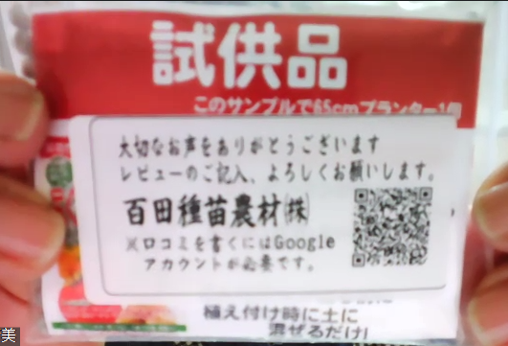 試供品
このサンプルで65cmプランター1個
大切なお声をありがとうございます
レビューのご記入、よろしくお願いします。
百田種苗農材㈱
※口コミを書くにはGoogle
アカウントが必要です。
植え付け時に土に
混ぜるだけ!
美